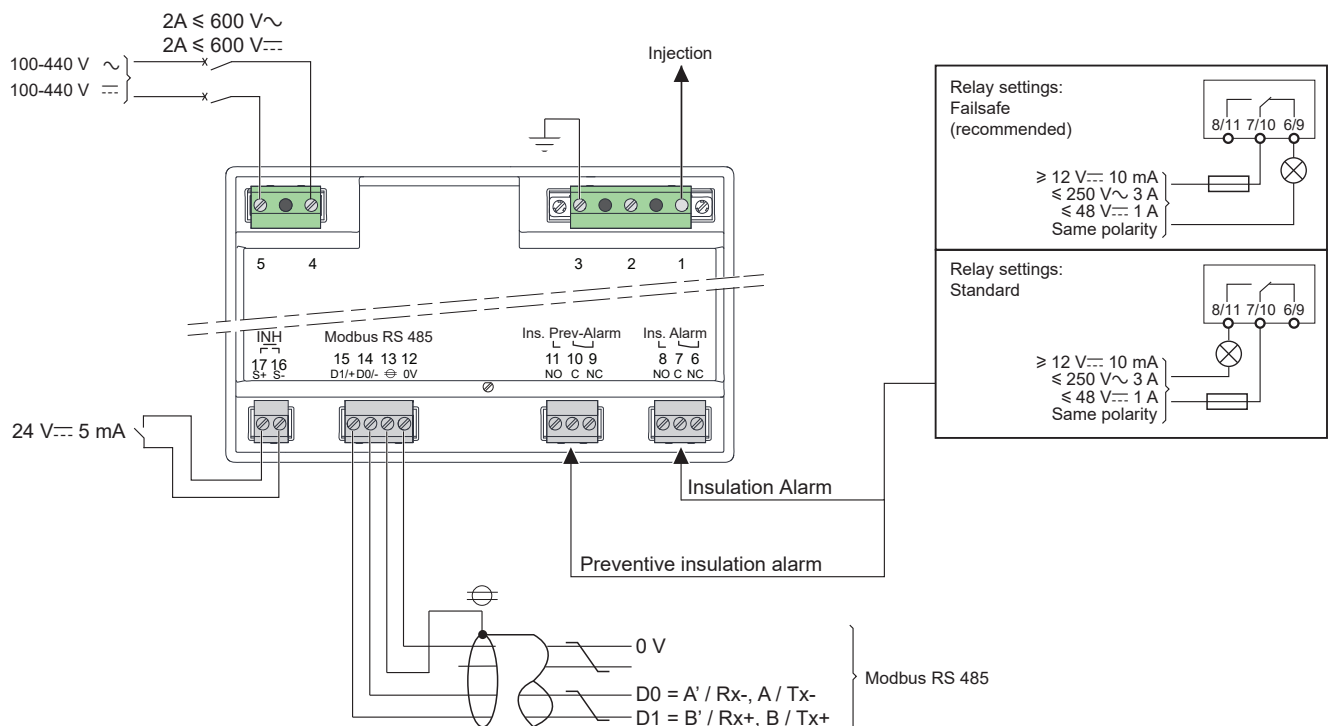 2A ≤ 600 V∿
2A ≤ 600 V⎓
100-440 V ∿
100-440 V ⎓
Injection
5 4 3 2 1
INH
17 16
S+ S-
Modbus RS 485
15 14 13 12
D1/+ D0/- 0V
Ins. Prev-Alarm
11 10 9
NO C NC
Ins. Alarm
8 7 6
NO C NC
24 V⎓ 5 mA
Insulation Alarm
Preventive insulation alarm
0 V
D0 = A' / Rx-, A / Tx-
D1 = B' / Rx+, B / Tx+
Modbus RS 485
Relay settings:
Failsafe
(recommended)
8/11 7/10 6/9
≥ 12 V⎓ 10 mA
≤ 250 V∿ 3 A
≤ 48 V⎓ 1 A
Same polarity
Relay settings:
Standard
8/11 7/10 6/9
≥ 12 V⎓ 10 mA
≤ 250 V∿ 3 A
≤ 48 V⎓ 1 A
Same polarity